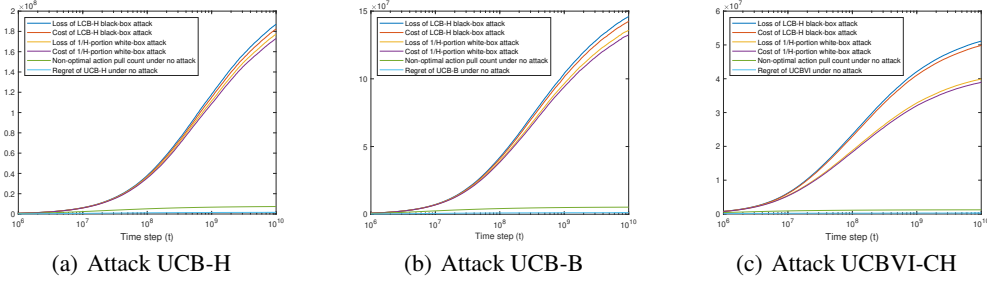 2
×10^8
1.8
1.6
1.4
1.2
1
0.8
0.6
0.4
0.2
0
Loss of LCB-H black-box attack
Cost of LCB-H black-box attack
Loss of 1/H-portion white-box attack
Cost of 1/H-portion white-box attack
Non-optimal action pull count under no attack
Regret of UCB-H under no attack
10^6 10^7 10^8 10^9 10^10
Time step (t)
(a) Attack UCB-H
×10^7
15
10
5
0
Loss of LCB-H black-box attack
Cost of LCB-H black-box attack
Loss of 1/H-portion white-box attack
Cost of 1/H-portion white-box attack
Non-optimal action pull count under no attack
Regret of UCB-B under no attack
10^6 10^7 10^8 10^9 10^10
Time step (t)
(b) Attack UCB-B
×10^7
6
5
4
3
2
1
0
Loss of LCB-H black-box attack
Cost of LCB-H black-box attack
Loss of 1/H-portion white-box attack
Cost of 1/H portion white-box attack
Non-optimal action pull count under no attack
Regret of UCBVI under no attack
10^6 10^7 10^8 10^9 10^10
Time step (t)
(c) Attack UCBVI-CH